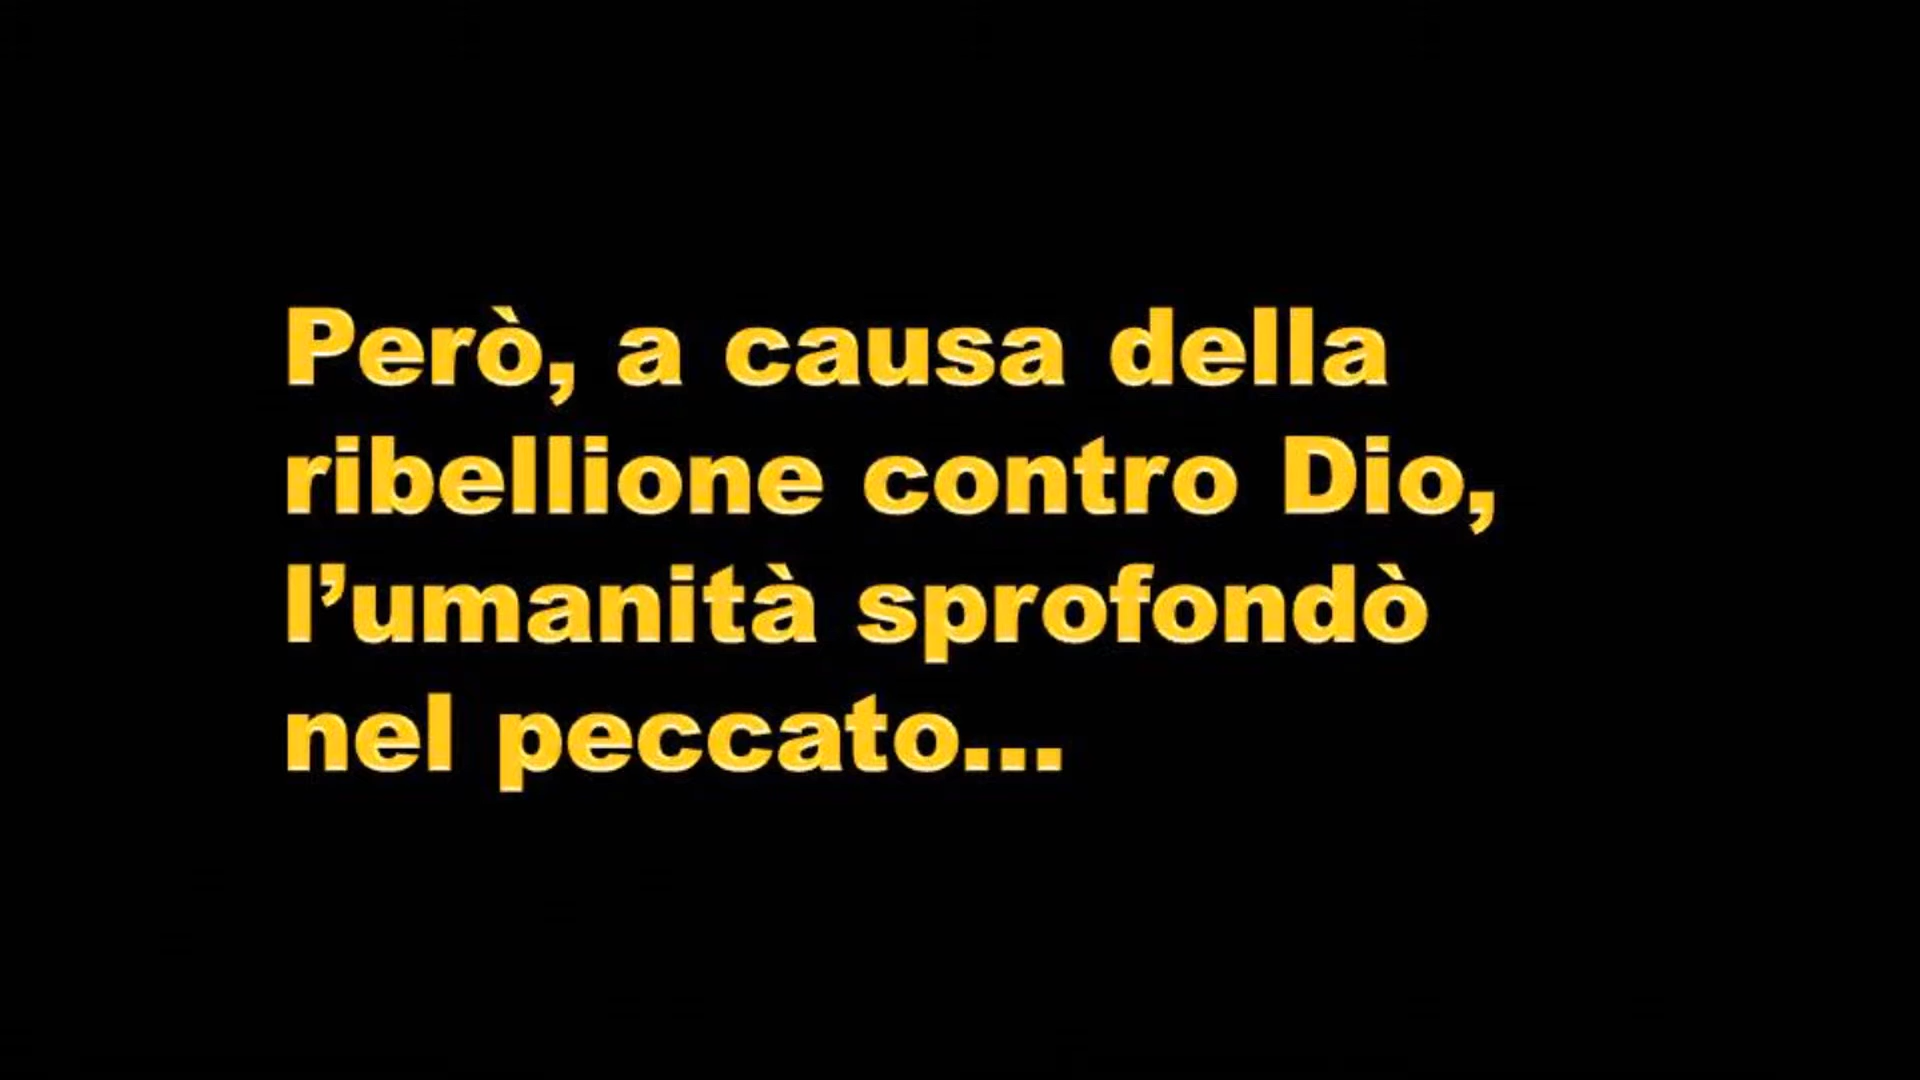 Però, a causa della
ribellione contro Dio,
l’umanità sprofondò
nel peccato...